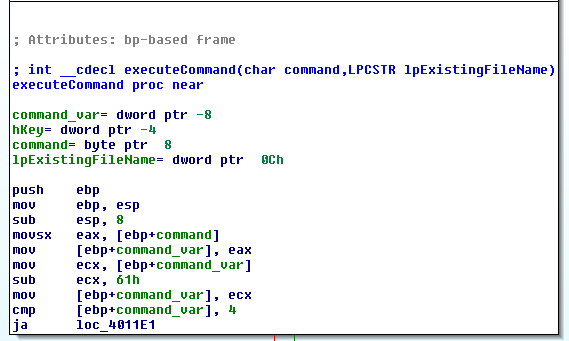 ; Attributes: bp-based frame
; int __cdecl executeCommand(char command,LPCSTR lpExistingFileName)
executeCommand proc near
command_var= dword ptr -8
hKey= dword ptr -4
command= byte ptr  8
lpExistingFileName= dword ptr  0Ch
push    ebp
mov     ebp, esp
sub     esp, 8
movsx   eax, [ebp+command]
mov     [ebp+command_var], eax
mov     ecx, [ebp+command_var]
sub     ecx, 61h
mov     [ebp+command_var], ecx
cmp     [ebp+command_var], 4
ja      loc_4011E1